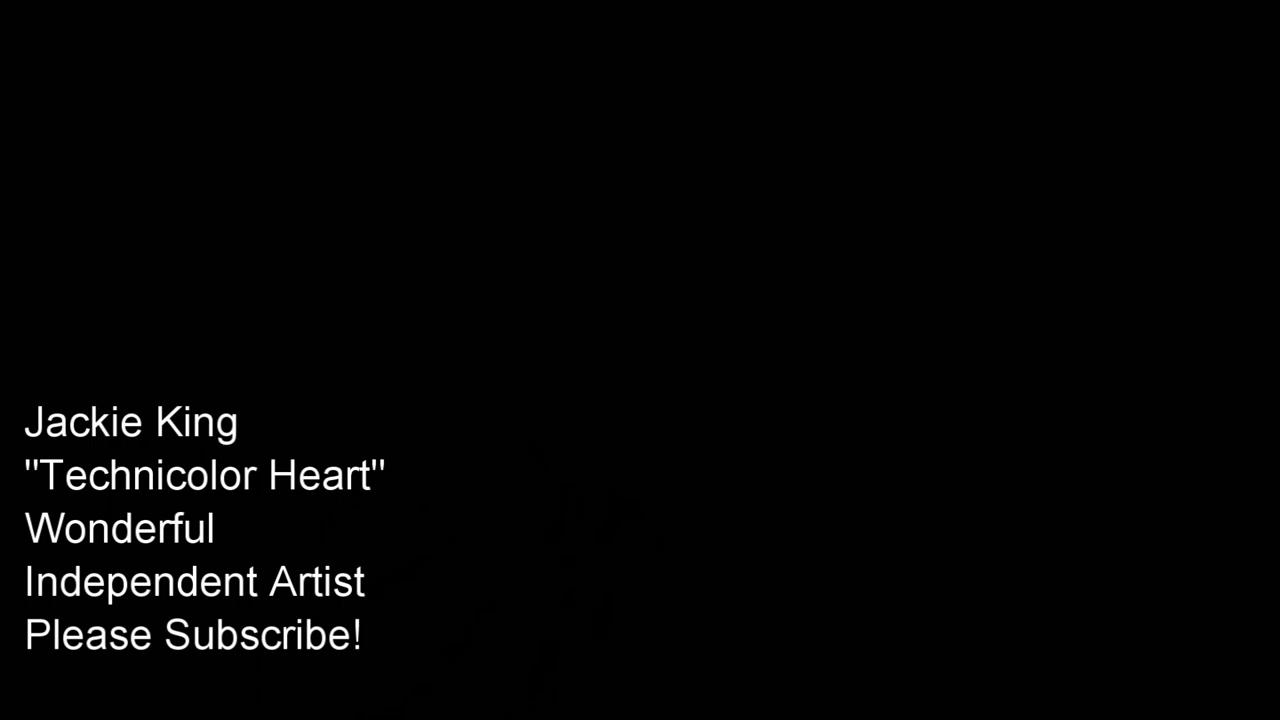 Jackie King
"Technicolor Heart"
Wonderful
Independent Artist
Please Subscribe!